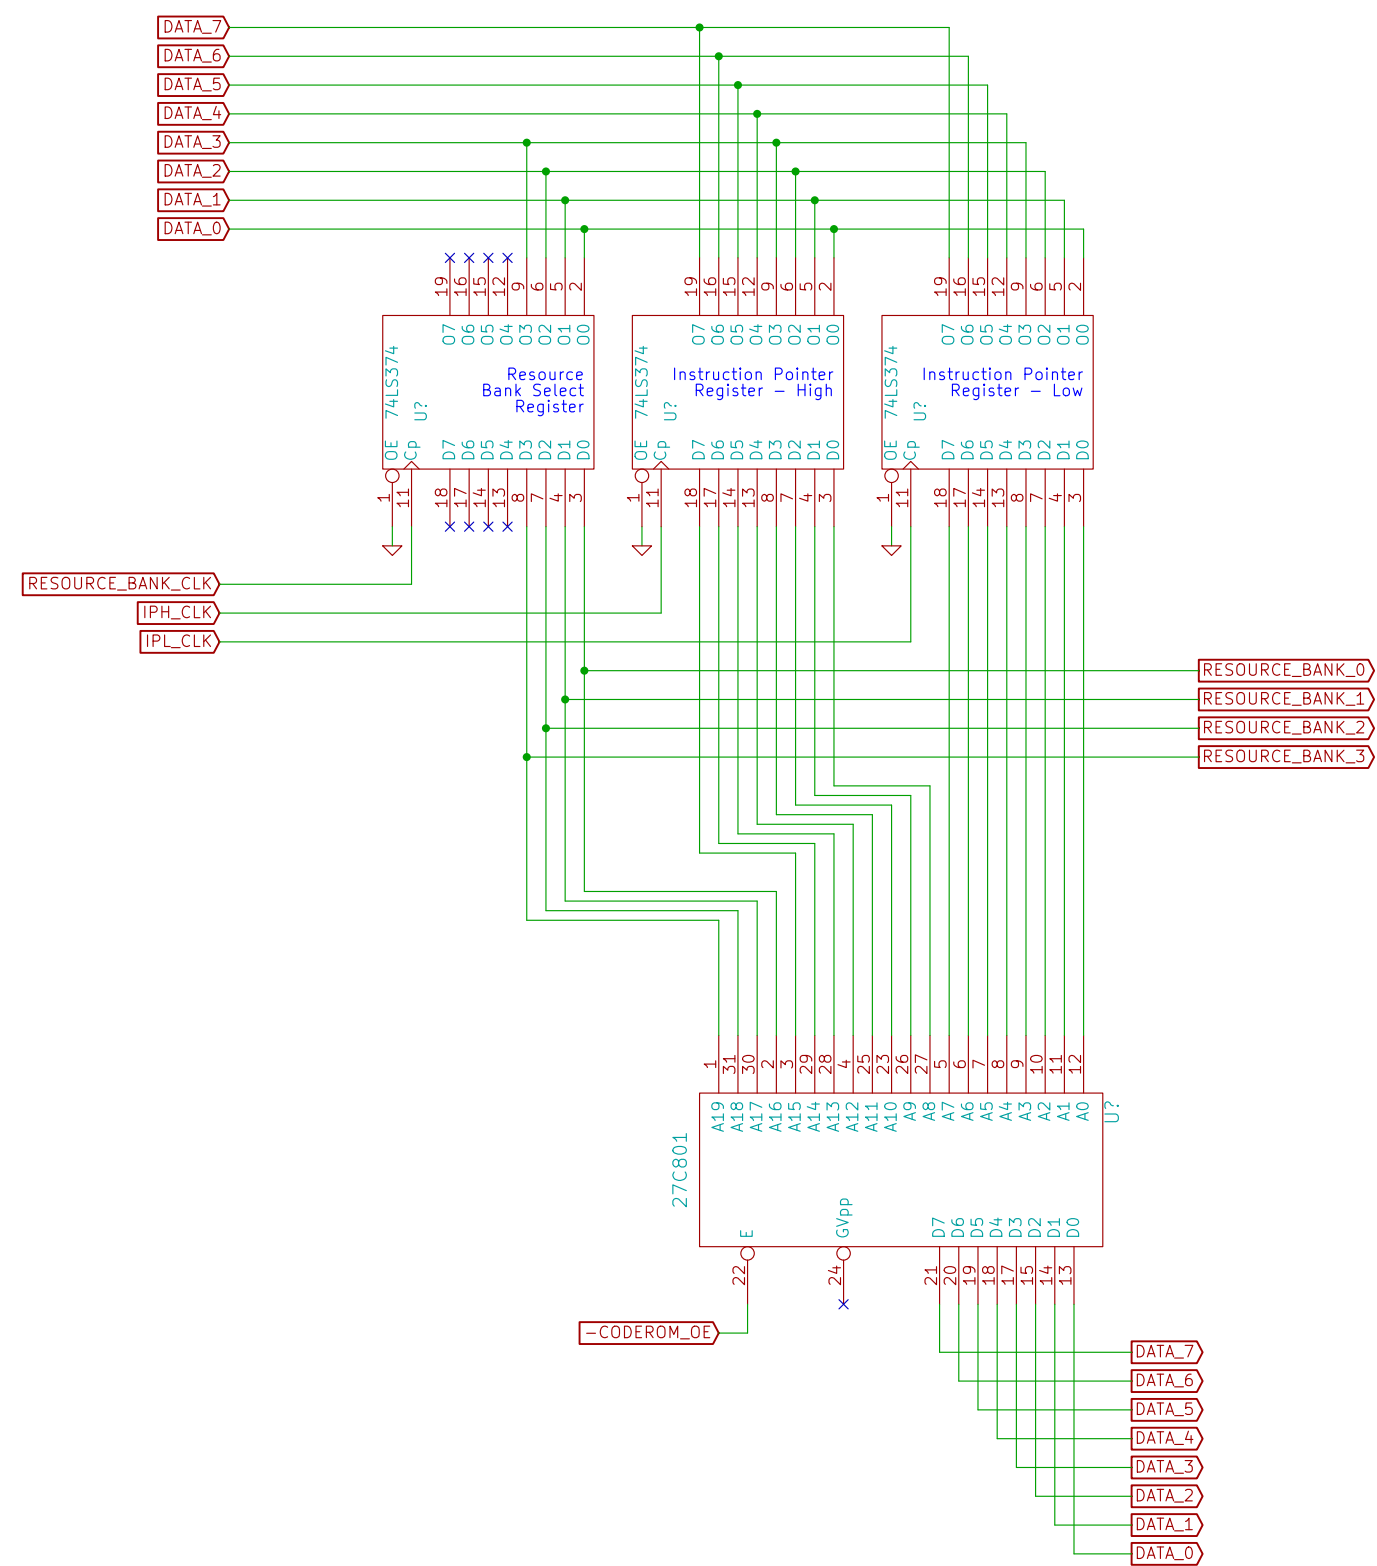 DATA_7
DATA_6
DATA_5
DATA_4
DATA_3
DATA_2
DATA_1
DATA_0
19 16 15 12 9 6 5 2
19 16 15 12 9 6 5 2
19 16 15 12 9 6 5 2
O7 O6 O5 O4 O3 O2 O1 O0
O7 O6 O5 O4 O3 O2 O1 O0
O7 O6 O5 O4 O3 O2 O1 O0
74LS374
U?
Resource
Bank Select
Register
74LS374
U?
Instruction Pointer
Register - High
74LS374
U?
Instruction Pointer
Register - Low
OE Cp D7 D6 D5 D4 D3 D2 D1 D0
OE Cp D7 D6 D5 D4 D3 D2 D1 D0
OE Cp D7 D6 D5 D4 D3 D2 D1 D0
1 11 18 17 14 13 8 7 4 3
1 11 18 17 14 13 8 7 4 3
1 11 18 17 14 13 8 7 4 3
RESOURCE_BANK_CLK
IPH_CLK
IPL_CLK
RESOURCE_BANK_0
RESOURCE_BANK_1
RESOURCE_BANK_2
RESOURCE_BANK_3
1 31 30 2 3 29 28 4 25 23 26 27 5 6 7 8 9 10 11 12
A19 A18 A17 A16 A15 A14 A13 A12 A11 A10 A9 A8 A7 A6 A5 A4 A3 A2 A1 A0
U?
27C801
E GVpp D7 D6 D5 D4 D3 D2 D1 D0
22 24 21 20 19 18 17 15 14 13
-CODEROM_OE
DATA_7
DATA_6
DATA_5
DATA_4
DATA_3
DATA_2
DATA_1
DATA_0